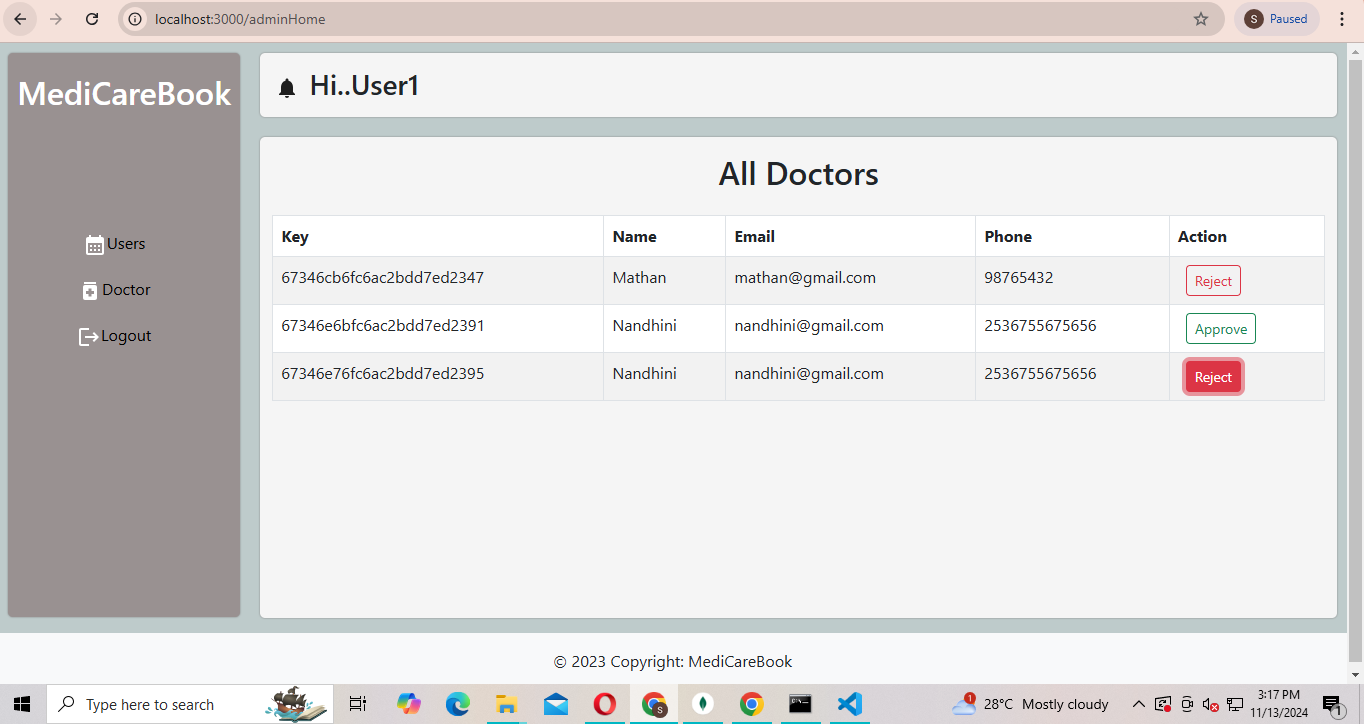 localhost:3000/adminHome
S Paused
MediCareBook
Hi..User1
Users
Doctor
Logout
All Doctors
Key Name Email Phone Action
67346cb6fc6ac2bdd7ed2347 Mathan mathan@gmail.com 98765432 Reject
67346e6bfc6ac2bdd7ed2391 Nandhini nandhini@gmail.com 2536755675656 Approve
67346e76fc6ac2bdd7ed2395 Nandhini nandhini@gmail.com 2536755675656 Reject
© 2023 Copyright: MediCareBook
Type here to search
S
1
28°C Mostly cloudy
3:17 PM
11/13/2024
1